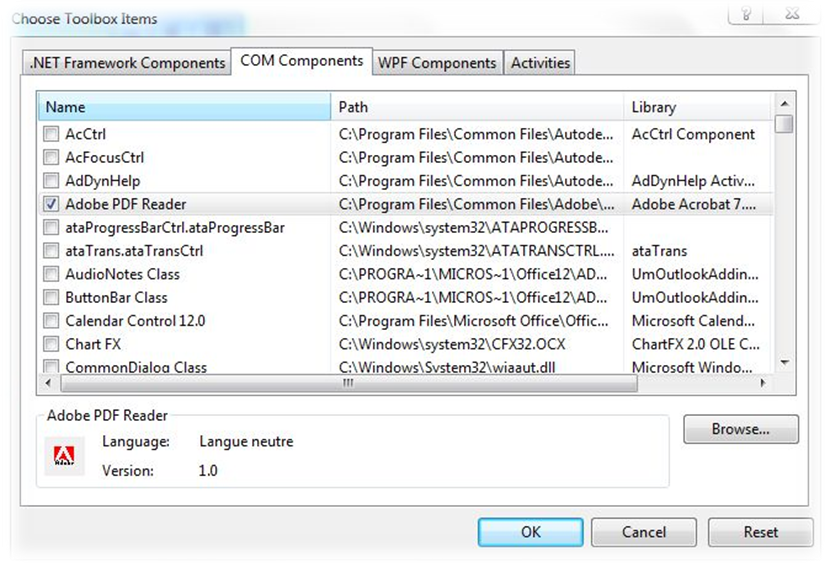 Choose Toolbox Items
.NET Framework Components COM Components WPF Components Activities
Name Path Library
AcCtrl C:\Program Files\Common Files\Autode... AcCtrl Component
AcFocusCtrl C:\Program Files\Common Files\Autode...
AdDynHelp C:\Program Files\Common Files\Autode... AdDynHelp Activ...
Adobe PDF Reader C:\Program Files\Common Files\Adobe\... Adobe Acrobat 7....
ataProgressBarCtrl.ataProgressBar C:\Windows\system32\ATAPROGRESSB...
ataTrans.ataTransCtrl C:\Windows\system32\ATATRANSCTRL.... ataTrans
AudioNotes Class C:\PROGRA~1\MICROS~1\Office12\AD... UmOutlookAddin...
ButtonBar Class C:\PROGRA~1\MICROS~1\Office12\AD... UmOutlookAddin...
Calendar Control 12.0 C:\Program Files\Microsoft Office\Offic... Microsoft Calend...
Chart FX C:\Windows\system32\CFX32.OCX ChartFX 2.0 OLE C...
CommonDialog Class C:\Windows\System32\wiaaut.dll Microsoft Windo...
Adobe PDF Reader
Language: Langue neutre
Version: 1.0
Browse...
OK Cancel Reset